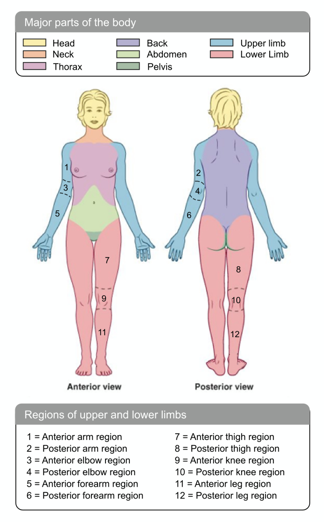 Major parts of the body
Head
Neck
Thorax
Back
Abdomen
Pelvis
Upper limb
Lower Limb
1
3
5
7
9
11
2
4
6
8
10
12
Anterior view
Posterior view
Regions of upper and lower limbs
1 = Anterior arm region
2 = Posterior arm region
3 = Anterior elbow region
4 = Posterior elbow region
5 = Anterior forearm region
6 = Posterior forearm region
7 = Anterior thigh region
8 = Posterior thigh region
9 = Anterior knee region
10 = Posterior knee region
11 = Anterior leg region
12 = Posterior leg region